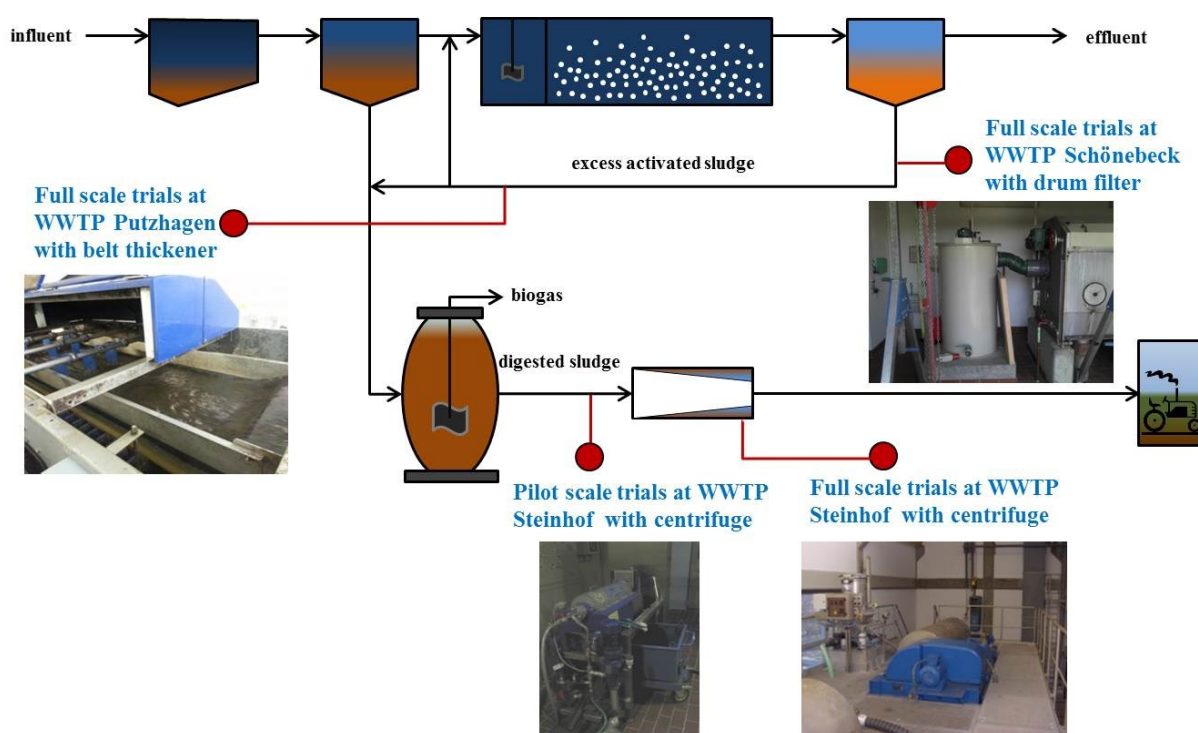 influent
effluent
Full scale trials at
WWTP Schönebeck
with drum filter
excess activated sludge
Full scale trials at
WWTP Putzhagen
with belt thickener
biogas
digested sludge
Pilot scale trials at WWTP
Steinhof with centrifuge
Full scale trials at WWTP
Steinhof with centrifuge